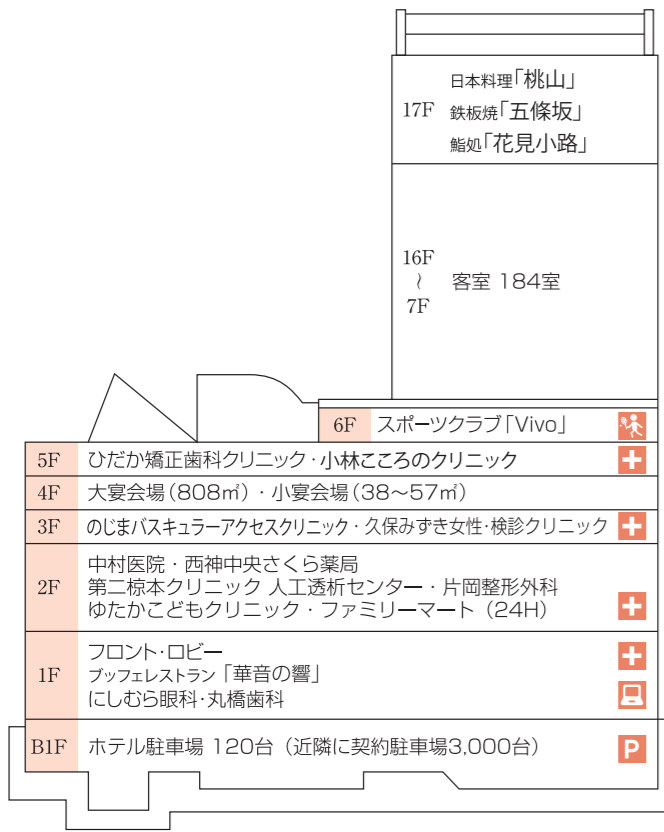 日本料理「桃山」
17F 鉄板焼「五條坂」
鮨処「花見小路」
16F
〜 客室 184室
7F
6F スポーツクラブ「Vivo」
5F ひだか矯正歯科クリニック・小林こころのクリニック
4F 大宴会場(808㎡)・小宴会場(38〜57㎡)
3F のじまバスキュラーアクセスクリニック・久保みずき女性・検診クリニック
中村医院・西神中央さくら薬局
2F 第二椋本クリニック 人工透析センター・片岡整形外科
ゆたかこどもクリニック・ファミリーマート(24H)
フロント・ロビー
1F ブッフェレストラン「華音の響」
にしむら眼科・丸橋歯科
B1F ホテル駐車場 120台(近隣に契約駐車場3,000台) P